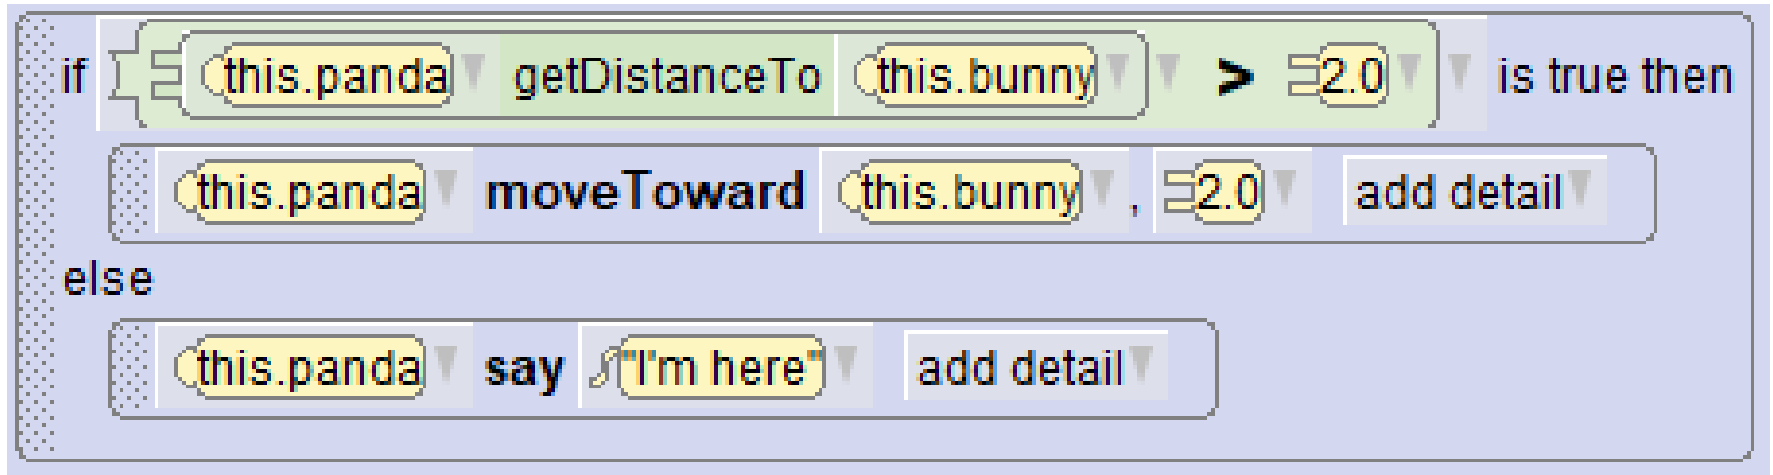 if this.panda getDistanceTo this.bunny > 2.0 is true then
this.panda moveToward this.bunny , 2.0 add detail
else
this.panda say "I'm here" add detail